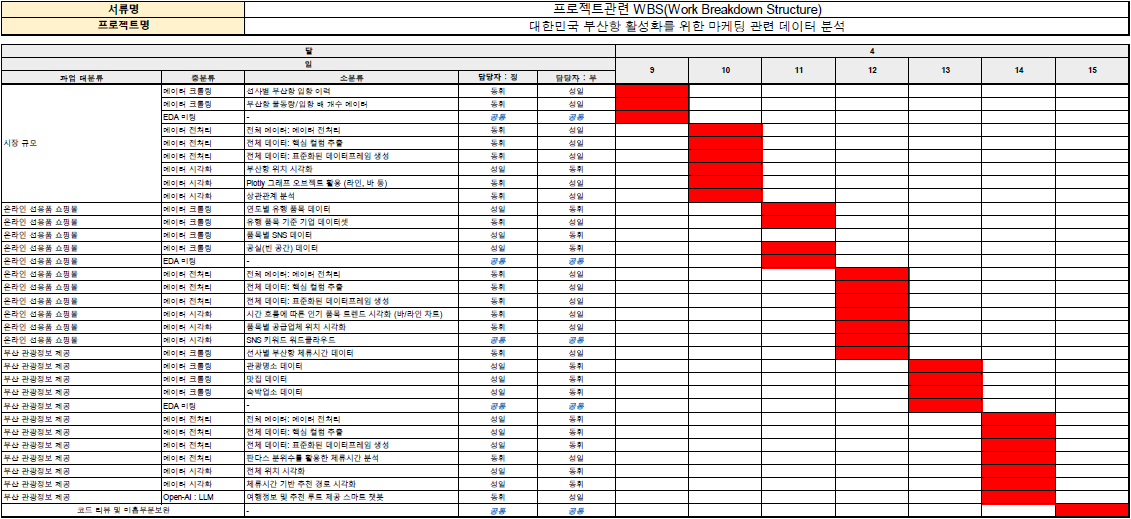 서류명 프로젝트관련 WBS(Work Breakdown Structure)
프로젝트명 대한민국 부산항 활성화를 위한 마케팅 관련 데이터 분석
달 4
일 9 10 11 12 13 14 15
과업 대분류 중분류 소분류 담당자 : 정 담당자 : 부
데이터 크롤링 선사별 부산항 입항 이력 동휘 성일
데이터 크롤링 부산항 물동량/입항 배 개수 데이터 동휘 성일
EDA 미팅 - 공통 공통
데이터 전처리 전체 데이터: 데이터 전처리 동휘 성일
시장 규모 데이터 전처리 전체 데이터: 핵심 컬럼 추출 동휘 성일
데이터 전처리 전체 데이터: 표준화된 데이터프레임 생성 동휘 성일
데이터 시각화 부산항 위치 시각화 성일 동휘
데이터 시각화 Plotly 그래프 오브젝트 활용 (라인, 바 등) 성일 동휘
데이터 시각화 상관관계 분석 성일 동휘
온라인 선용품 쇼핑몰 데이터 크롤링 연도별 유행 품목 데이터 성일 동휘
온라인 선용품 쇼핑몰 데이터 크롤링 유행 품목 기준 기업 데이터셋 동휘 성일
온라인 선용품 쇼핑몰 데이터 크롤링 품목별 SNS 데이터 성일 동휘
온라인 선용품 쇼핑몰 데이터 크롤링 공실(빈 공간) 데이터 동휘 성일
온라인 선용품 쇼핑몰 EDA 미팅 - 공통 공통
온라인 선용품 쇼핑몰 데이터 전처리 전체 데이터: 데이터 전처리 동휘 성일
온라인 선용품 쇼핑몰 데이터 전처리 전체 데이터: 핵심 컬럼 추출 동휘 성일
온라인 선용품 쇼핑몰 데이터 전처리 전체 데이터: 표준화된 데이터프레임 생성 동휘 성일
온라인 선용품 쇼핑몰 데이터 시각화 시간 흐름에 따른 인기 품목 트렌드 시각화 (바/라인 차트) 동휘 성일
온라인 선용품 쇼핑몰 데이터 시각화 품목별 공급업체 위치 시각화 성일 동휘
온라인 선용품 쇼핑몰 데이터 시각화 SNS 키워드 워드클라우드 공통 공통
부산 관광정보 제공 데이터 크롤링 선사별 부산항 체류시간 데이터 동휘 성일
부산 관광정보 제공 데이터 크롤링 관광명소 데이터 성일 동휘
부산 관광정보 제공 데이터 크롤링 맛집 데이터 성일 동휘
부산 관광정보 제공 데이터 크롤링 숙박업소 데이터 성일 동휘
부산 관광정보 제공 EDA 미팅 - 공통 공통
부산 관광정보 제공 데이터 전처리 전체 데이터: 데이터 전처리 성일 동휘
부산 관광정보 제공 데이터 전처리 전체 데이터: 핵심 컬럼 추출 성일 동휘
부산 관광정보 제공 데이터 전처리 전체 데이터: 표준화된 데이터프레임 생성 성일 동휘
부산 관광정보 제공 데이터 전처리 판다스 분위수를 활용한 체류시간 분석 성일 동휘
부산 관광정보 제공 데이터 시각화 전체 위치 시각화 성일 동휘
부산 관광정보 제공 데이터 시각화 체류시간 기반 추천 경로 시각화 성일 동휘
부산 관광정보 제공 Open-AI : LLM 여행정보 및 추천 루트 제공 스마트 챗봇 동휘 성일
코드 리뷰 및 미흡부분보완 - 공통 공통